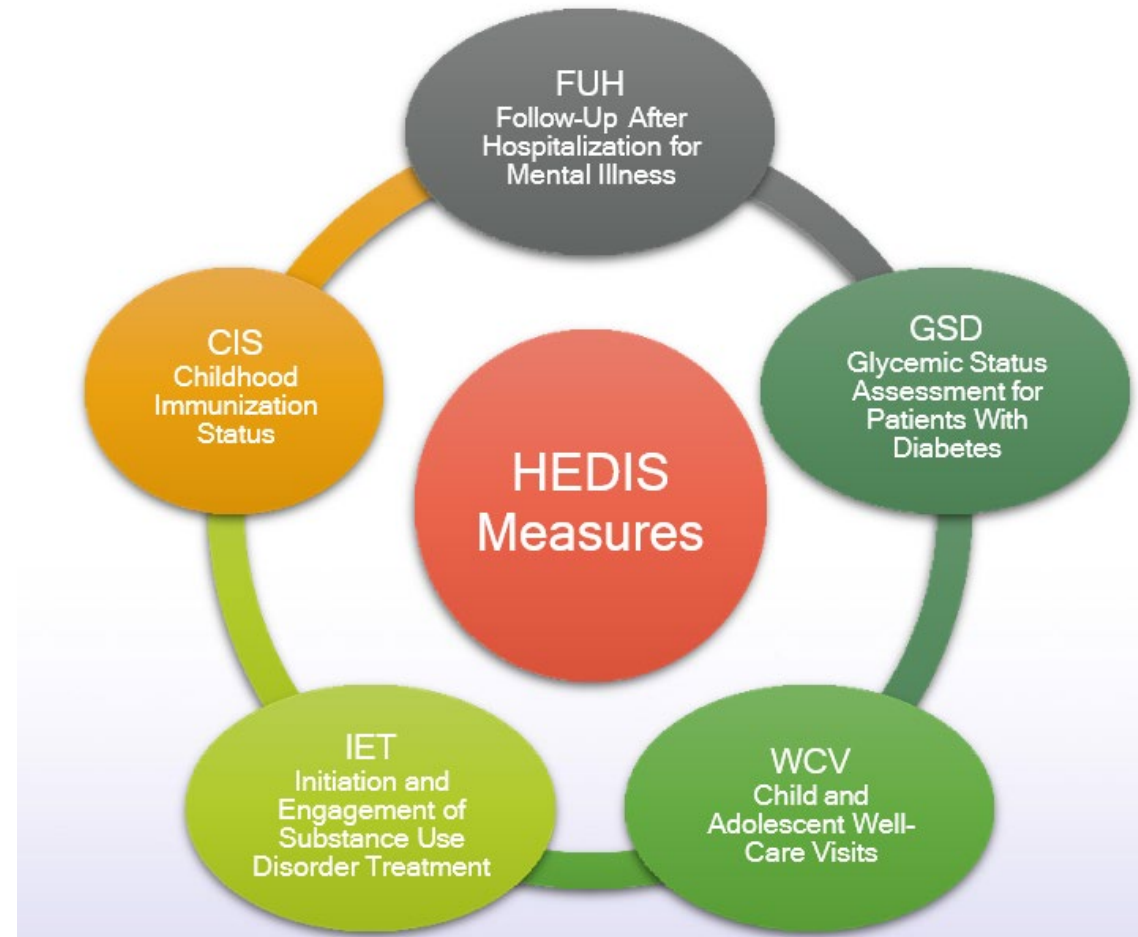 FUH
Follow-Up After
Hospitalization for
Mental Illness
GSD
Glycemic Status
Assessment for
Patients With
Diabetes
WCV
Child and
Adolescent Well-
Care Visits
IET
Initiation and
Engagement of
Substance Use
Disorder Treatment
CIS
Childhood
Immunization
Status
HEDIS
Measures